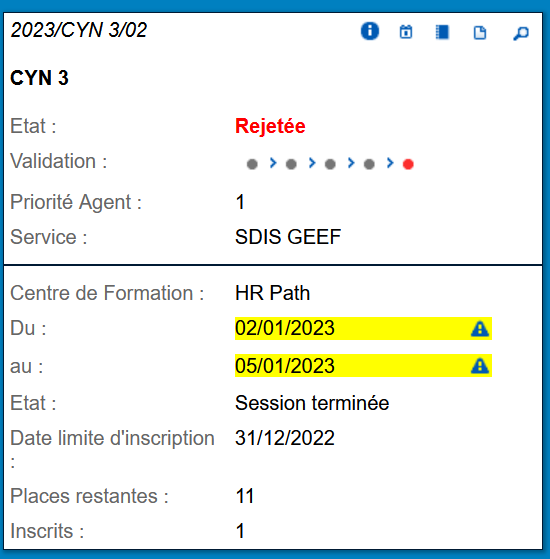 2023/CYN 3/02
CYN 3
Etat : Rejetée
Validation :
Priorité Agent : 1
Service : SDIS GEEF
Centre de Formation : HR Path
Du : 02/01/2023
au : 05/01/2023
Etat : Session terminée
Date limite d'inscription 31/12/2022
:
Places restantes : 11
Inscrits : 1